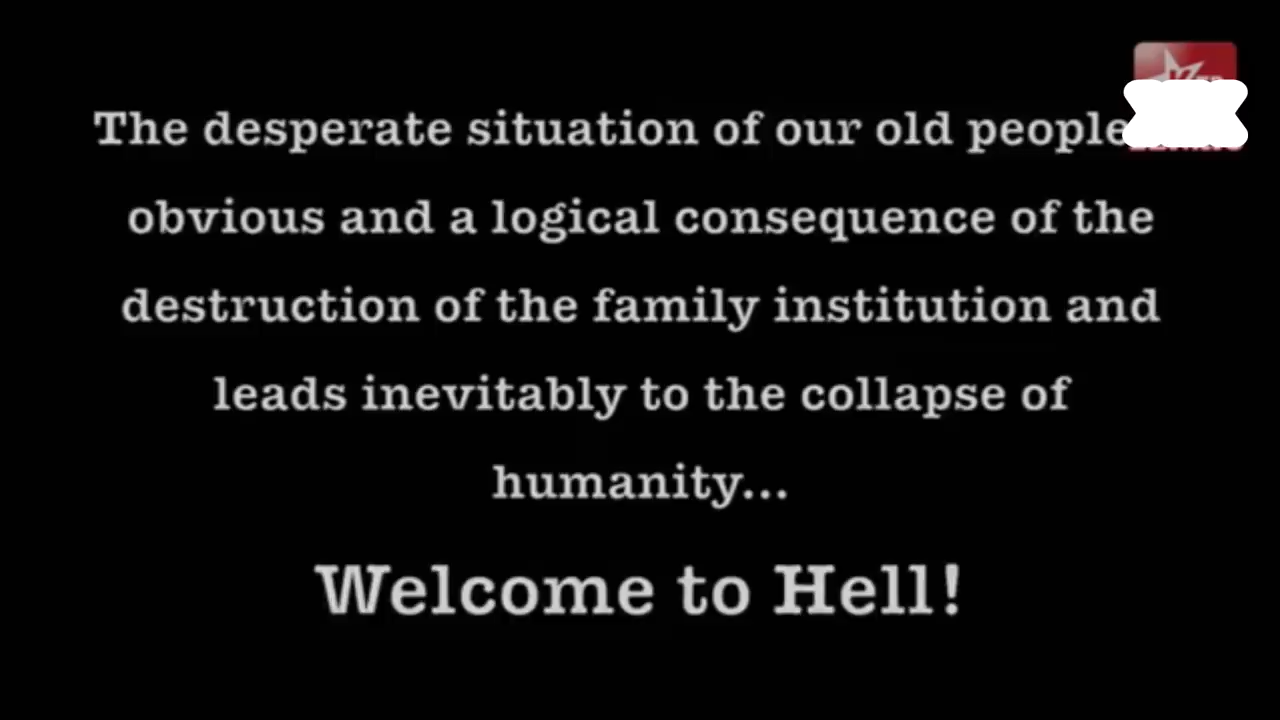 The desperate situation of our old people
obvious and a logical consequence of the
destruction of the family institution and
leads inevitably to the collapse of
humanity...
Welcome to Hell!